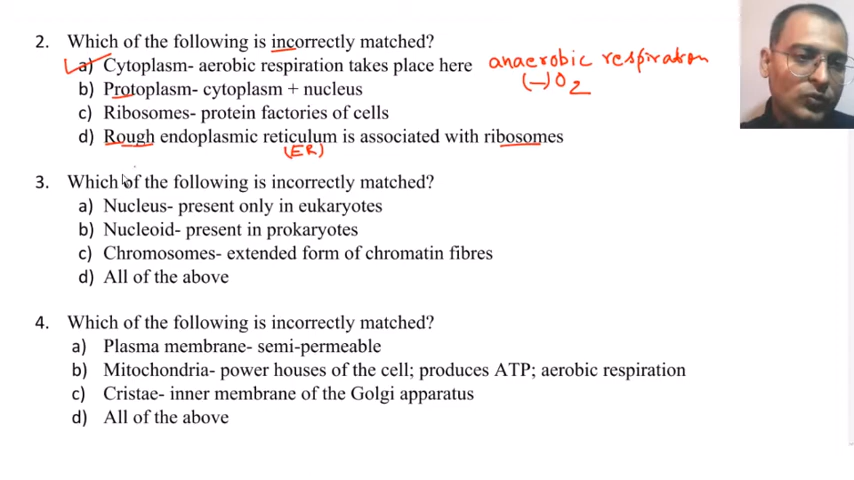 2. Which of the following is incorrectly matched?
a) Cytoplasm- aerobic respiration takes place here anaerobic respiration
(-) O2
b) Protoplasm- cytoplasm + nucleus
c) Ribosomes- protein factories of cells
d) Rough endoplasmic reticulum is associated with ribosomes
(ER)
3. Which of the following is incorrectly matched?
a) Nucleus- present only in eukaryotes
b) Nucleoid- present in prokaryotes
c) Chromosomes- extended form of chromatin fibres
d) All of the above
4. Which of the following is incorrectly matched?
a) Plasma membrane- semi-permeable
b) Mitochondria- power houses of the cell; produces ATP; aerobic respiration
c) Cristae- inner membrane of the Golgi apparatus
d) All of the above